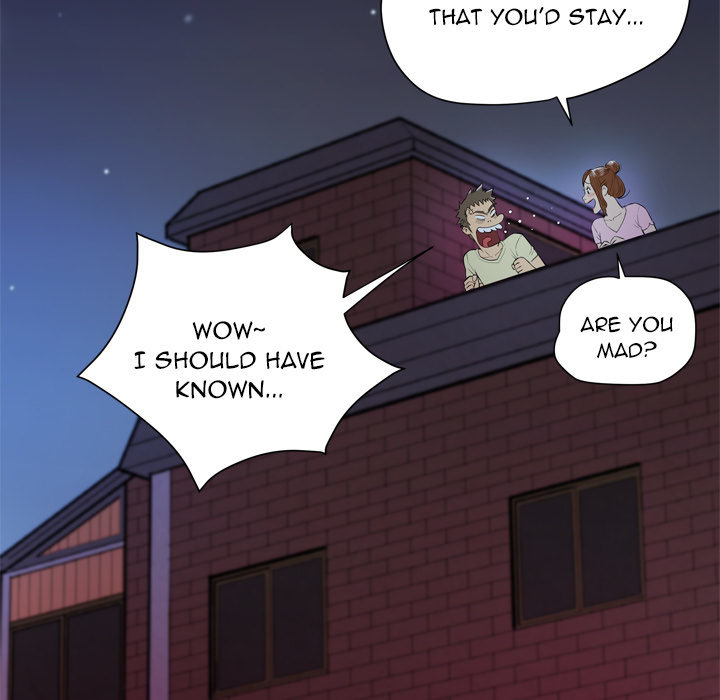 THAT YOU'D STAY...
WOW~
I SHOULD HAVE
KNOWN...
ARE YOU
MAD?